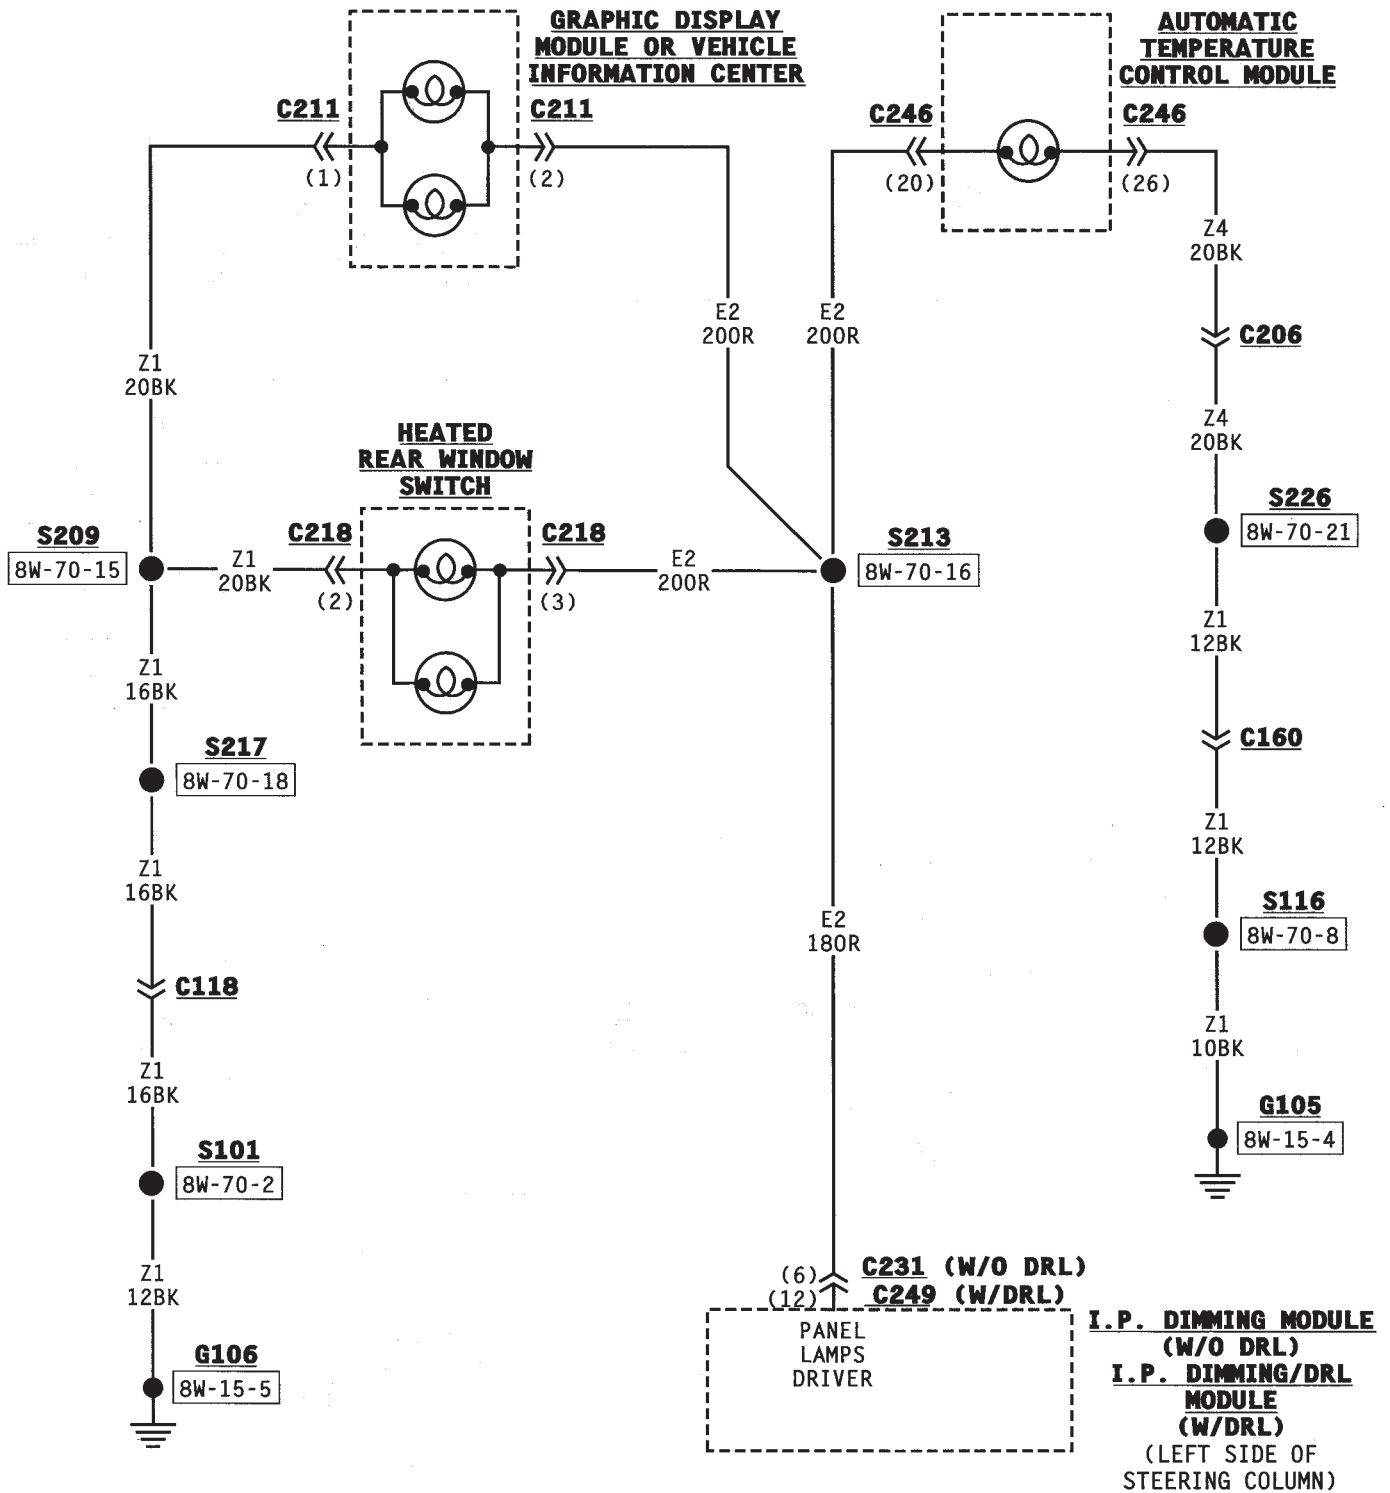 GRAPHIC DISPLAY
MODULE OR VEHICLE
INFORMATION CENTER
AUTOMATIC
TEMPERATURE
CONTROL MODULE
C211
C211
(1)
(2)
C246
C246
(20)
(26)
Z4
20BK
E2
20OR
E2
20OR
C206
Z1
20BK
Z4
20BK
HEATED
REAR WINDOW
SWITCH
S209
8W-70-15
Z1
20BK
C218
C218
(2)
(3)
E2
20OR
S213
8W-70-16
S226
8W-70-21
Z1
12BK
Z1
16BK
S217
8W-70-18
C160
Z1
16BK
Z1
12BK
E2
18OR
S116
8W-70-8
C118
Z1
10BK
Z1
16BK
G105
8W-15-4
S101
8W-70-2
Z1
12BK
(6)
C231 (W/O DRL)
(12)
C249 (W/DRL)
PANEL
LAMPS
DRIVER
I.P. DIMMING MODULE
(W/O DRL)
I.P. DIMMING/DRL
MODULE
(W/DRL)
(LEFT SIDE OF
STEERING COLUMN)
G106
8W-15-5